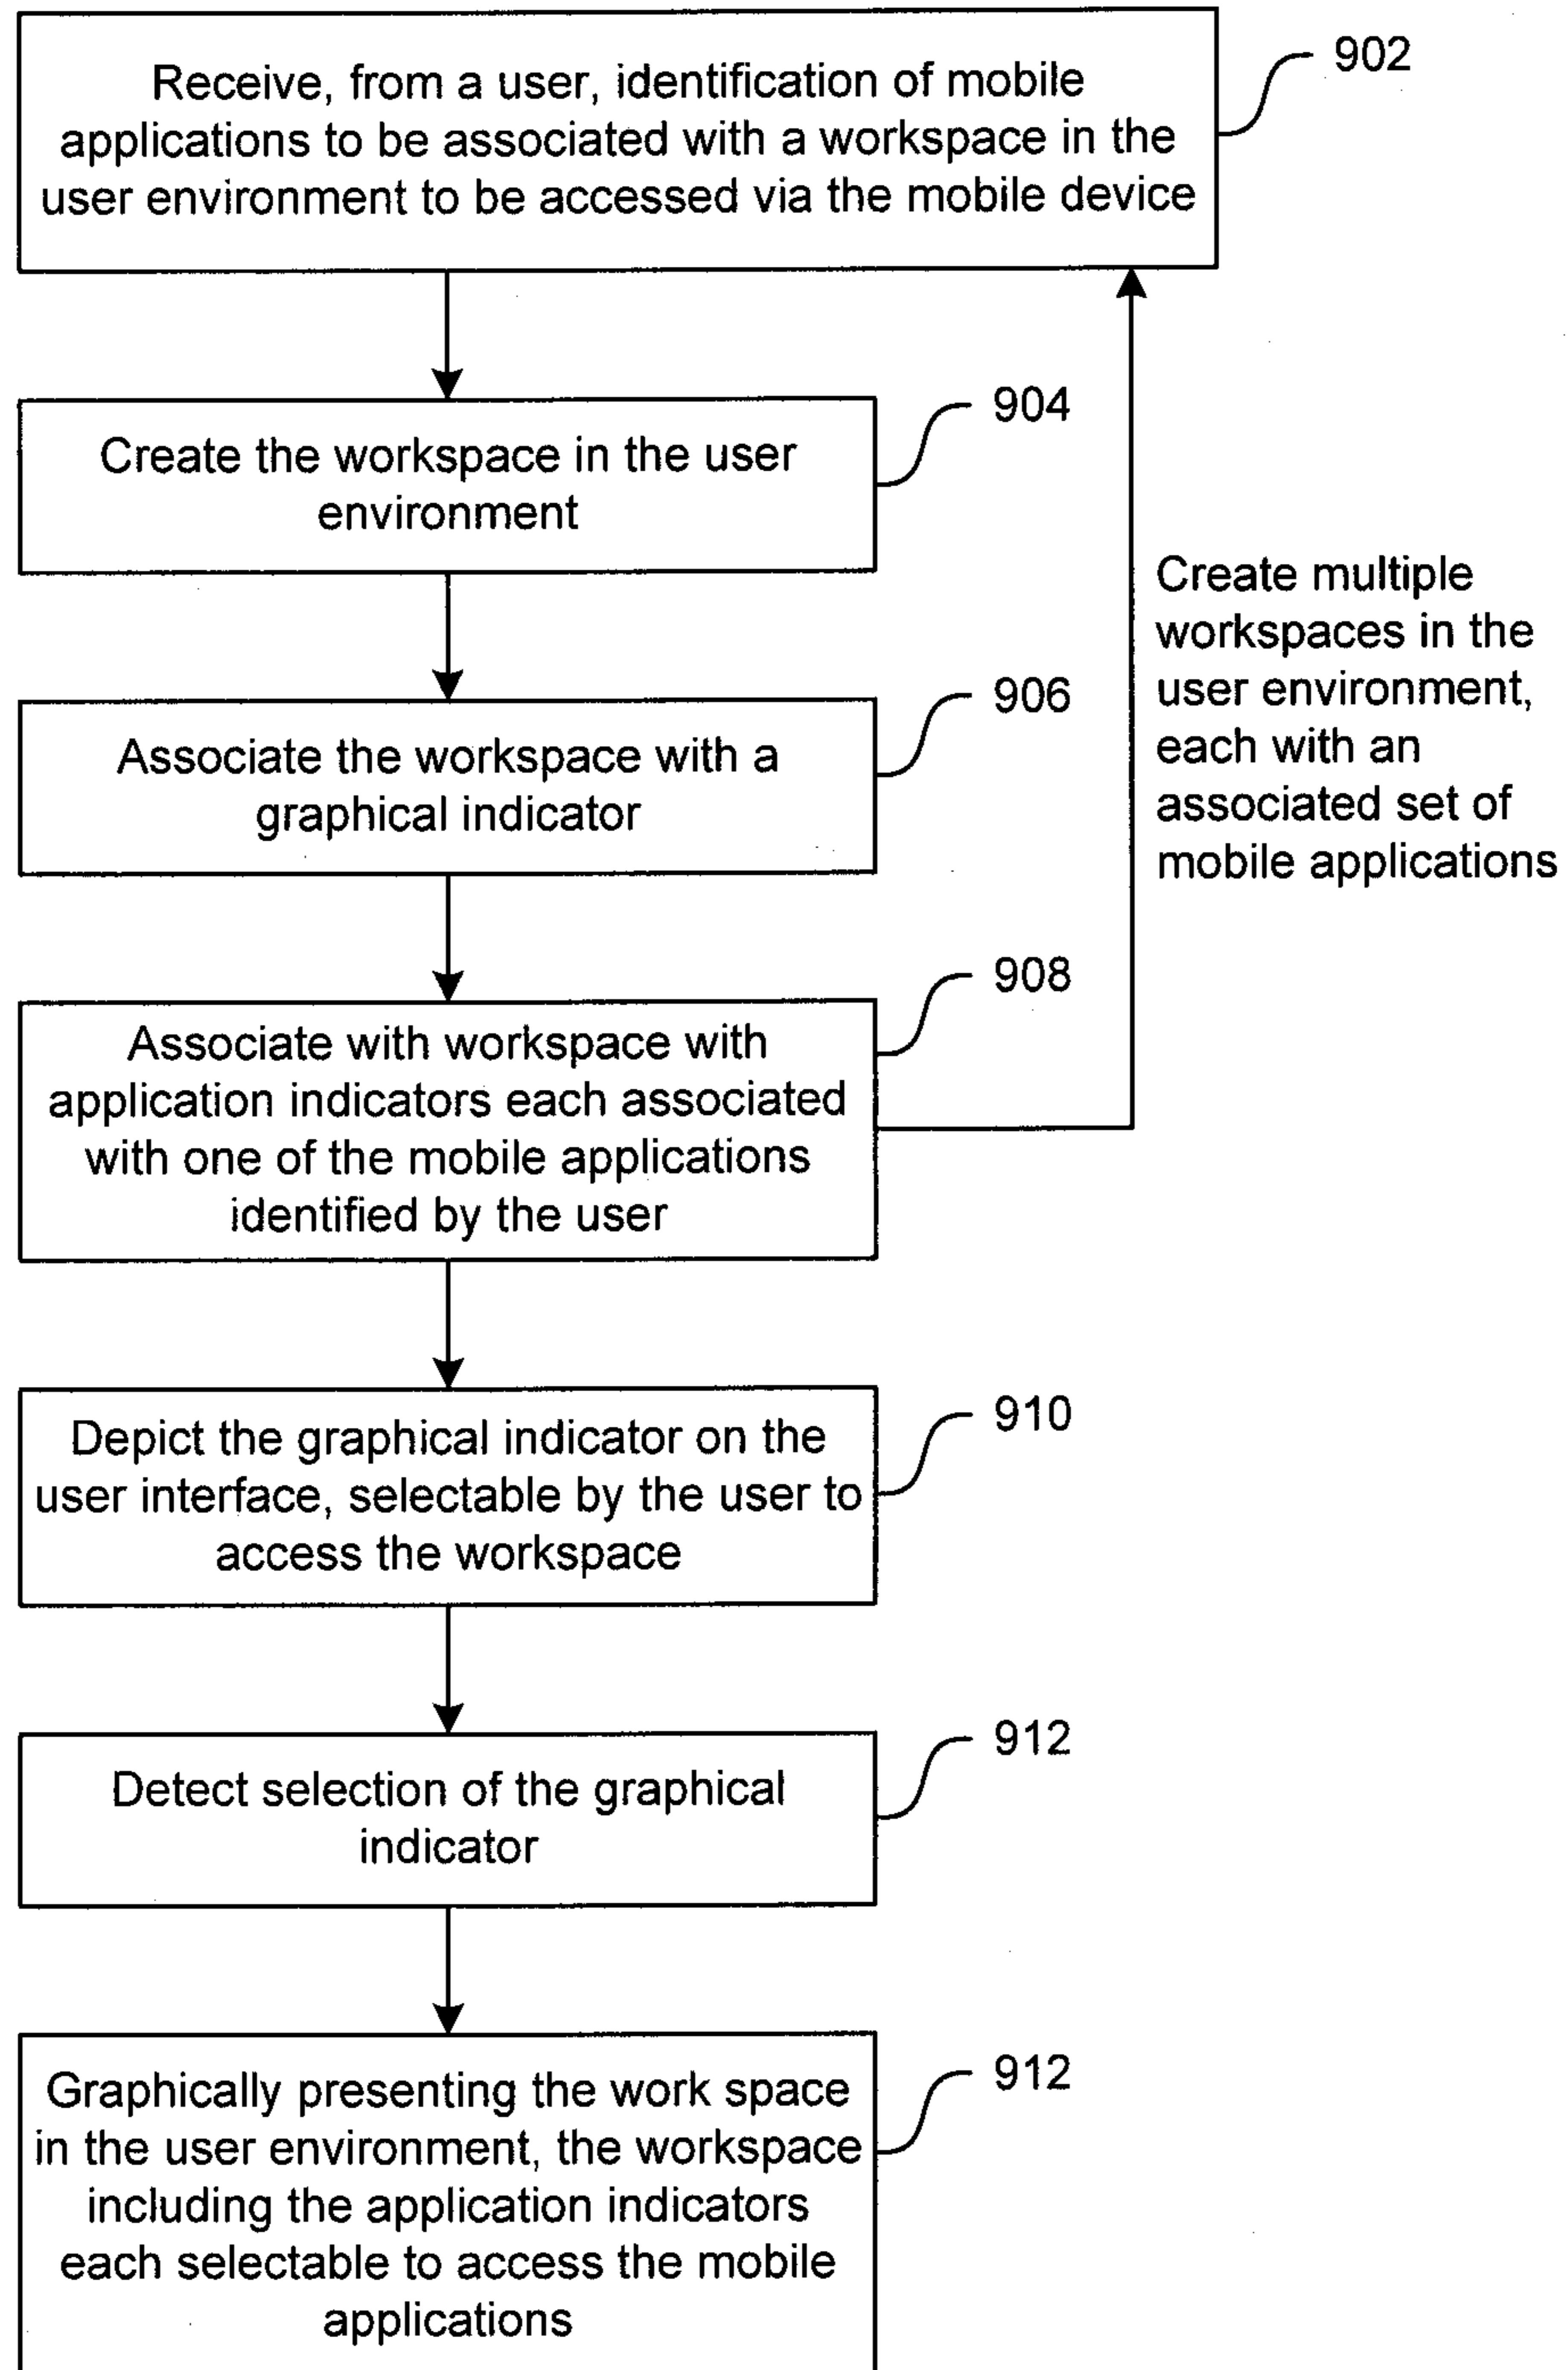 Receive, from a user, identification of mobile
applications to be associated with a workspace in the
user environment to be accessed via the mobile device
902
Create the workspace in the user
environment
904
Associate the workspace with a
graphical indicator
906
Create multiple
workspaces in the
user environment,
each with an
associated set of
mobile applications
Associate with workspace with
application indicators each associated
with one of the mobile applications
identified by the user
908
Depict the graphical indicator on the
user interface, selectable by the user to
access the workspace
910
Detect selection of the graphical
indicator
912
Graphically presenting the work space
in the user environment, the workspace
including the application indicators
each selectable to access the mobile
applications
912